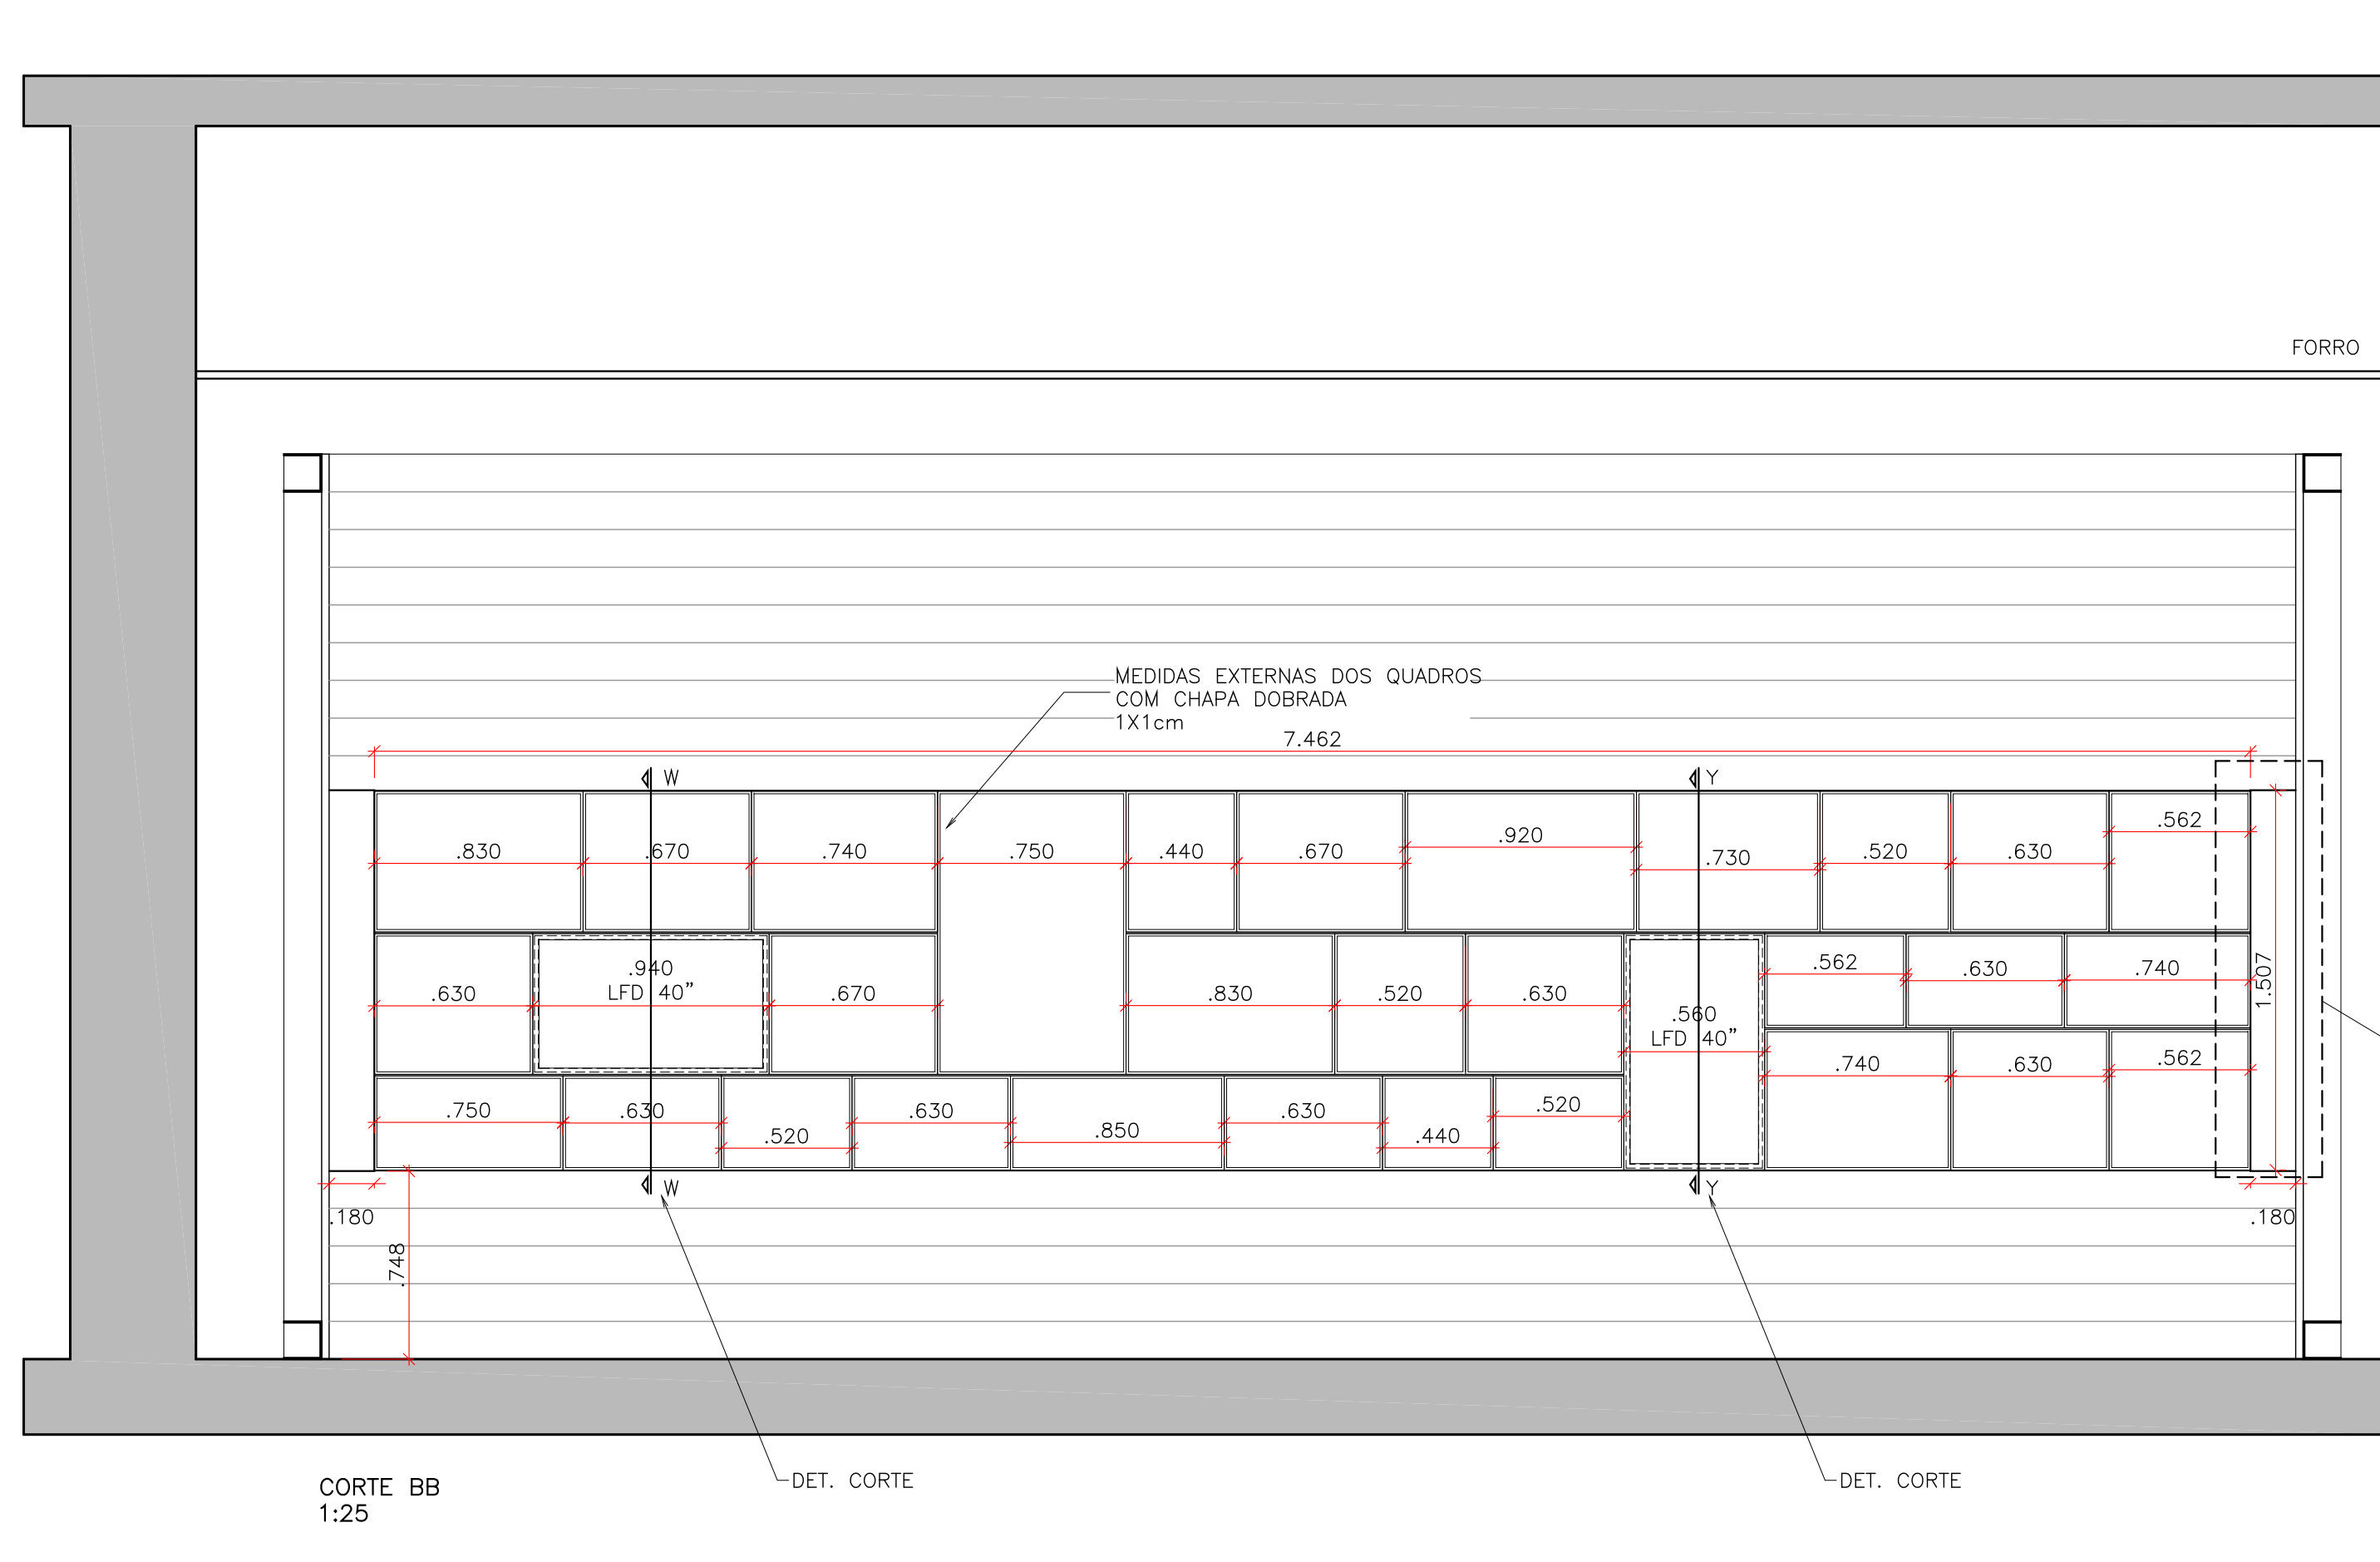 FORRO
MEDIDAS EXTERNAS DOS QUADROS
COM CHAPA DOBRADA
1X1cm
7.462
W
Y
.830
.670
.740
.750
.440
.670
.920
.730
.520
.630
.562
.630
.940
LFD 40”
.670
.830
.520
.630
.560
LFD 40”
.562
.630
.740
1.507
.740
.630
.562
.750
.630
.520
.630
.850
.630
.440
.520
W
Y
.180
.180
.748
DET. CORTE
DET. CORTE
CORTE BB
1:25